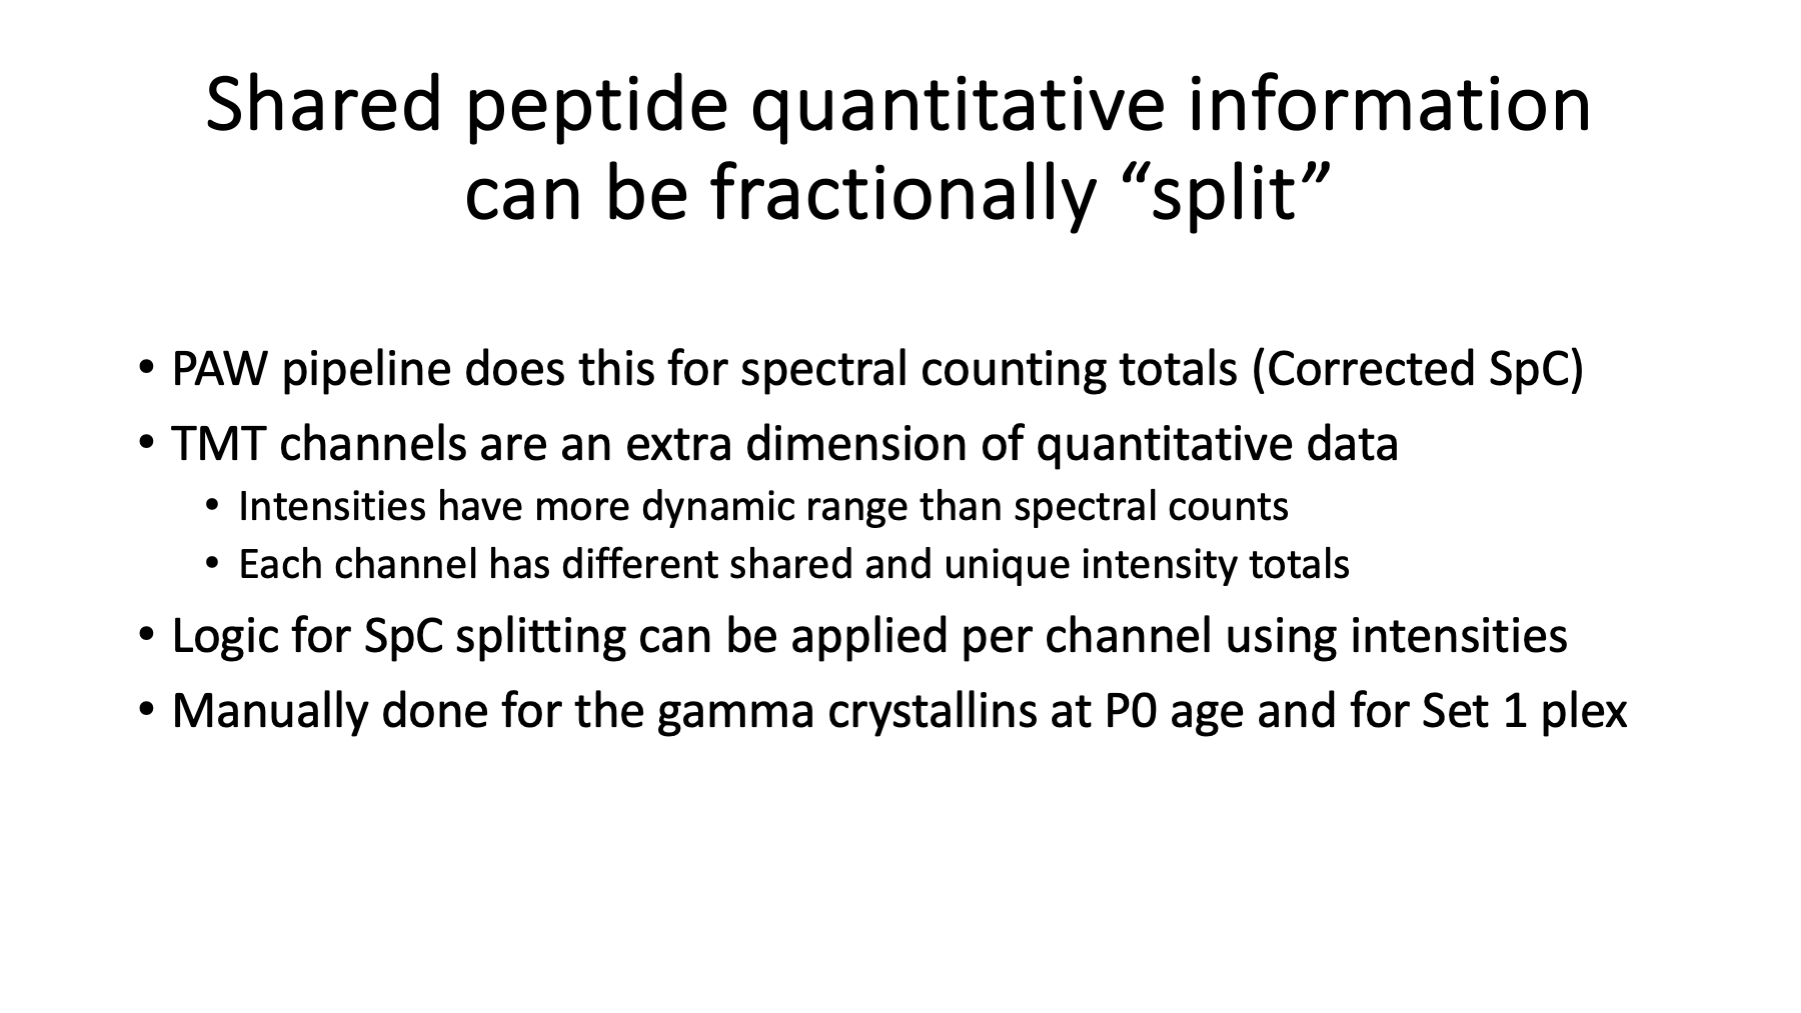 Shared peptide quantitative information
can be fractionally “split”
• PAW pipeline does this for spectral counting totals (Corrected SpC)
• TMT channels are an extra dimension of quantitative data
• Intensities have more dynamic range than spectral counts
• Each channel has different shared and unique intensity totals
• Logic for SpC splitting can be applied per channel using intensities
• Manually done for the gamma crystallins at P0 age and for Set 1 plex